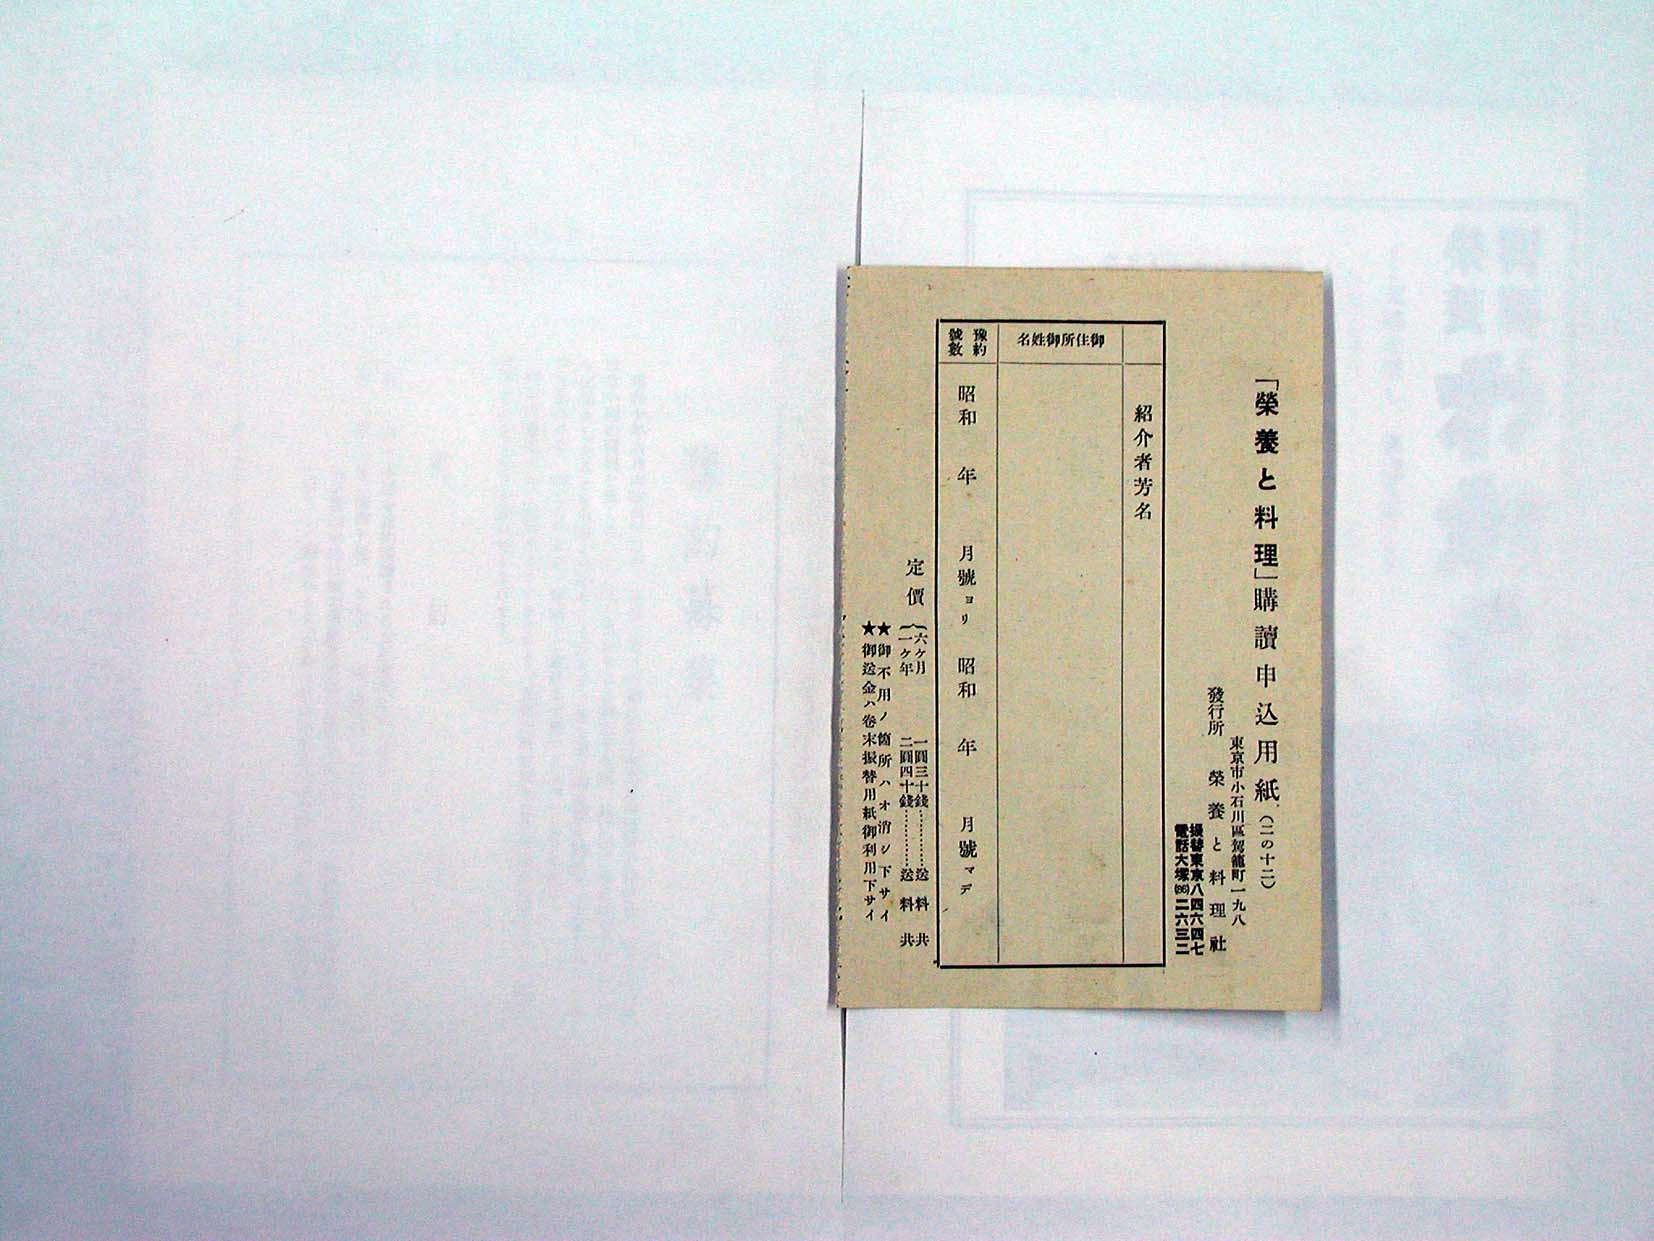 「榮養と料理」購讀申込用紙（二の十二）
東京市小石川區駕籠町一九八
發行所　榮養と料理社
振替東京八四六四七
電話大塚(86)二六三二
紹介者芳名
御住所御姓名
豫約號數
昭和　年　月號ヨリ　昭和　年　月號マデ
定價
六ヶ月　一圓三十錢………送料共
一ヶ年　二圓四十錢………送料共
★御不用ノ箇所ハオ消シ下サイ
★御送金ハ卷末振替用紙御利用下サイ